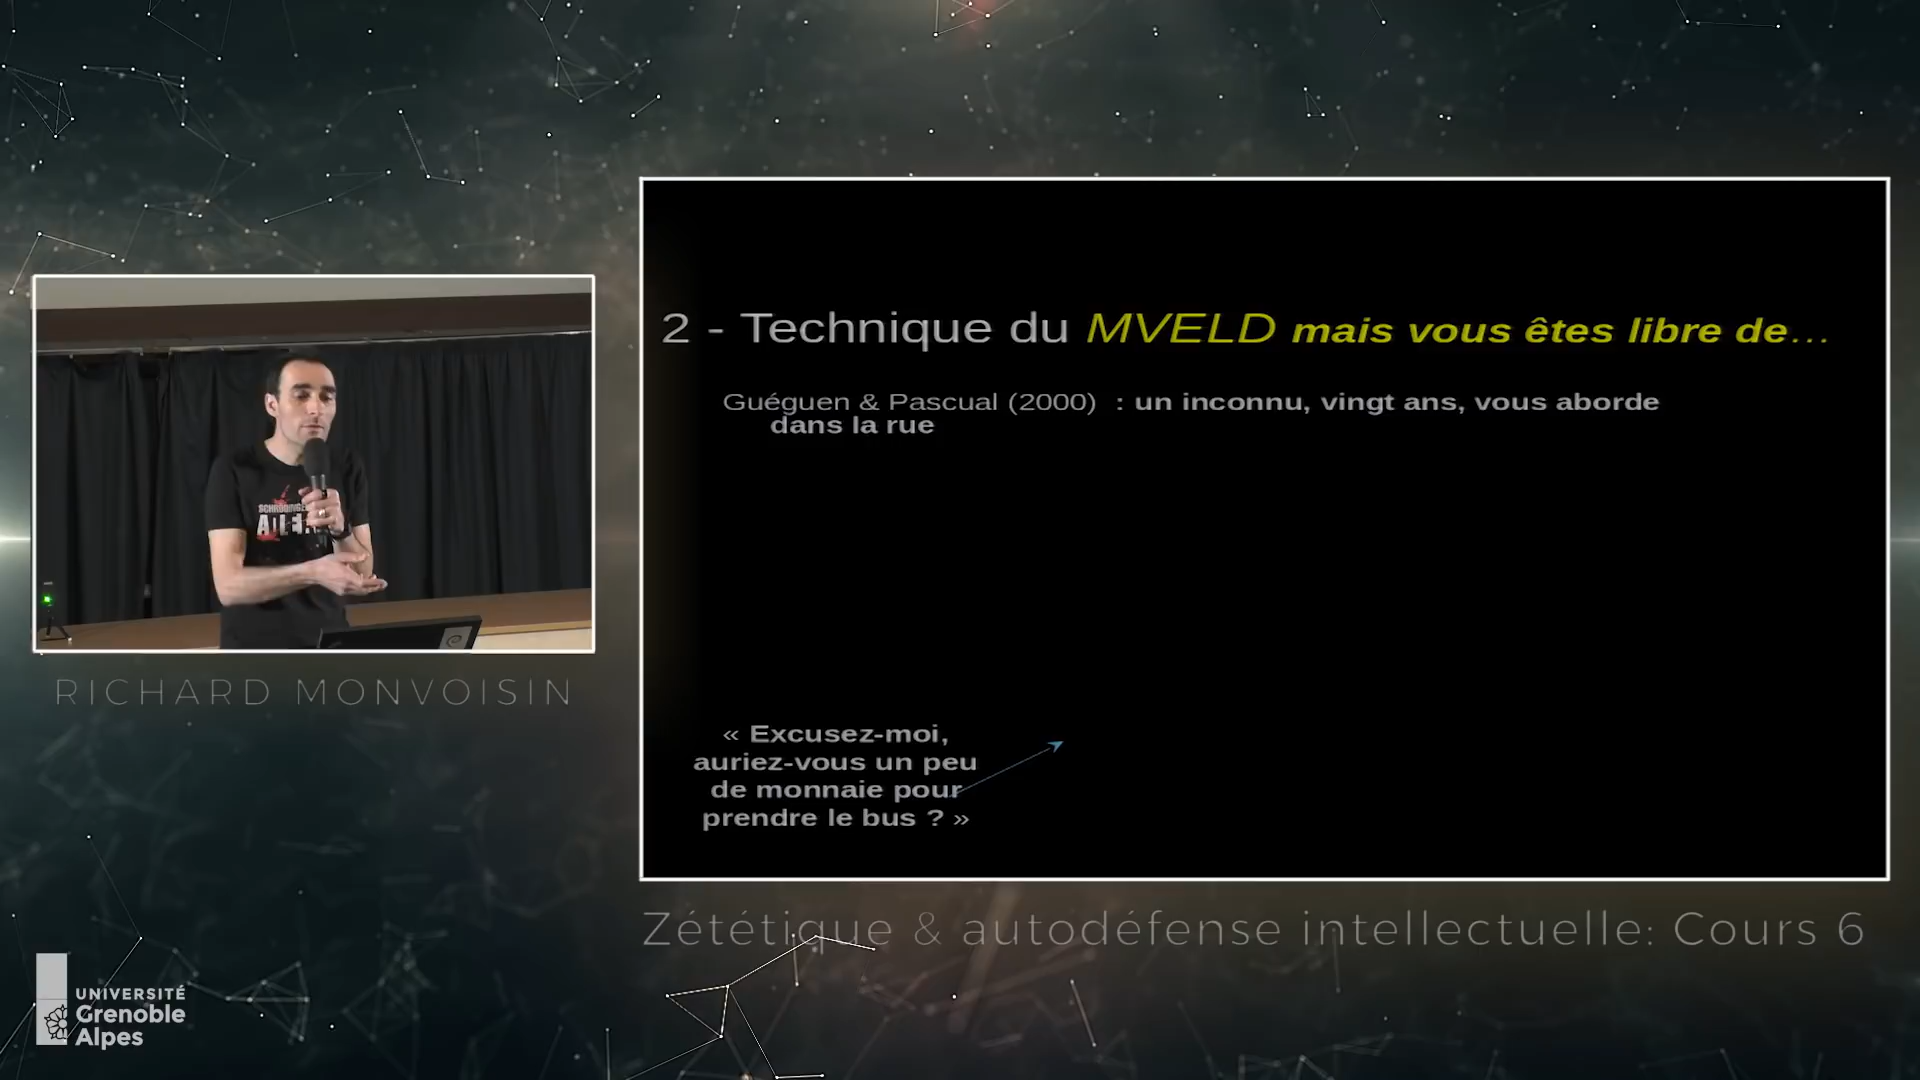 2 - Technique du MVELD mais vous êtes libre de...
Guéguen & Pascual (2000) : un inconnu, vingt ans, vous aborde
dans la rue
« Excusez-moi,
auriez-vous un peu
de monnaie pour
prendre le bus ? »
RICHARD MONVOISIN
Zététique & autodéfense intellectuelle: Cours 6
UNIVERSITÉ
Grenoble
Alpes